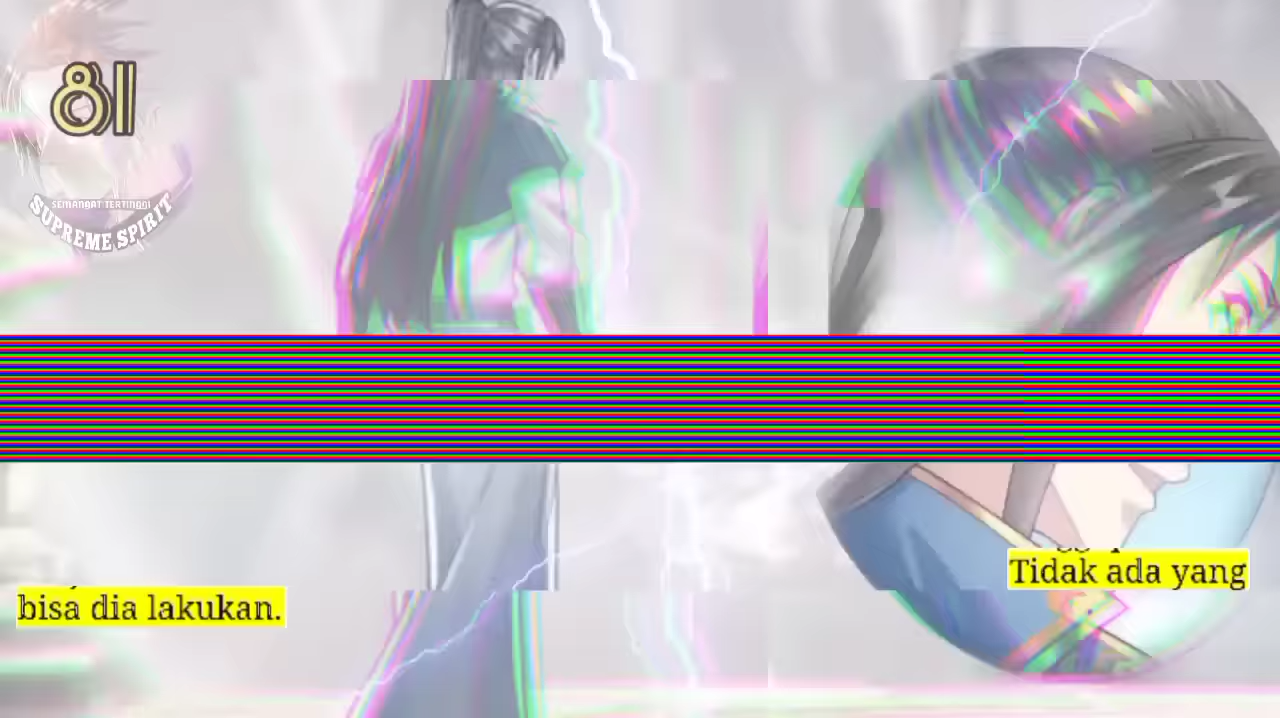 81
SEMANGAT TERTINGGI
SUPREME SPIRIT
Tidak ada yang
bisa dia lakukan.